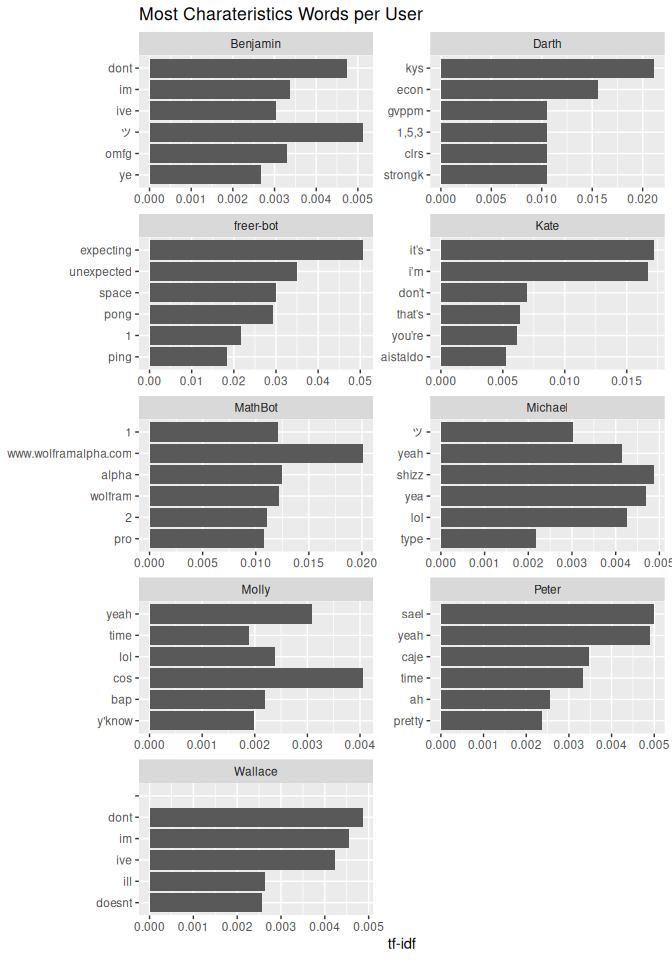 Most Charateristics Words per User
Benjamin
dont
im
ive
ツ
omfg
ye
0.000 0.001 0.002 0.003 0.004 0.005
Darth
kys
econ
gvppm
1,5,3
clrs
strongk
0.000 0.005 0.010 0.015 0.020
freer-bot
expecting
unexpected
space
pong
1
ping
0.00 0.01 0.02 0.03 0.04 0.05
Kate
it's
i'm
don't
that's
you're
aistaldo
0.000 0.005 0.010 0.015
MathBot
1
www.wolframalpha.com
alpha
wolfram
2
pro
0.000 0.005 0.010 0.015 0.020
Michael
ツ
yeah
shizz
yea
lol
type
0.000 0.001 0.002 0.003 0.004 0.005
Molly
yeah
time
lol
cos
bap
y'know
0.000 0.001 0.002 0.003 0.004
Peter
sael
yeah
caje
time
ah
pretty
0.000 0.001 0.002 0.003 0.004 0.005
Wallace
dont
im
ive
ill
doesnt
0.000 0.001 0.002 0.003 0.004 0.005
tf-idf